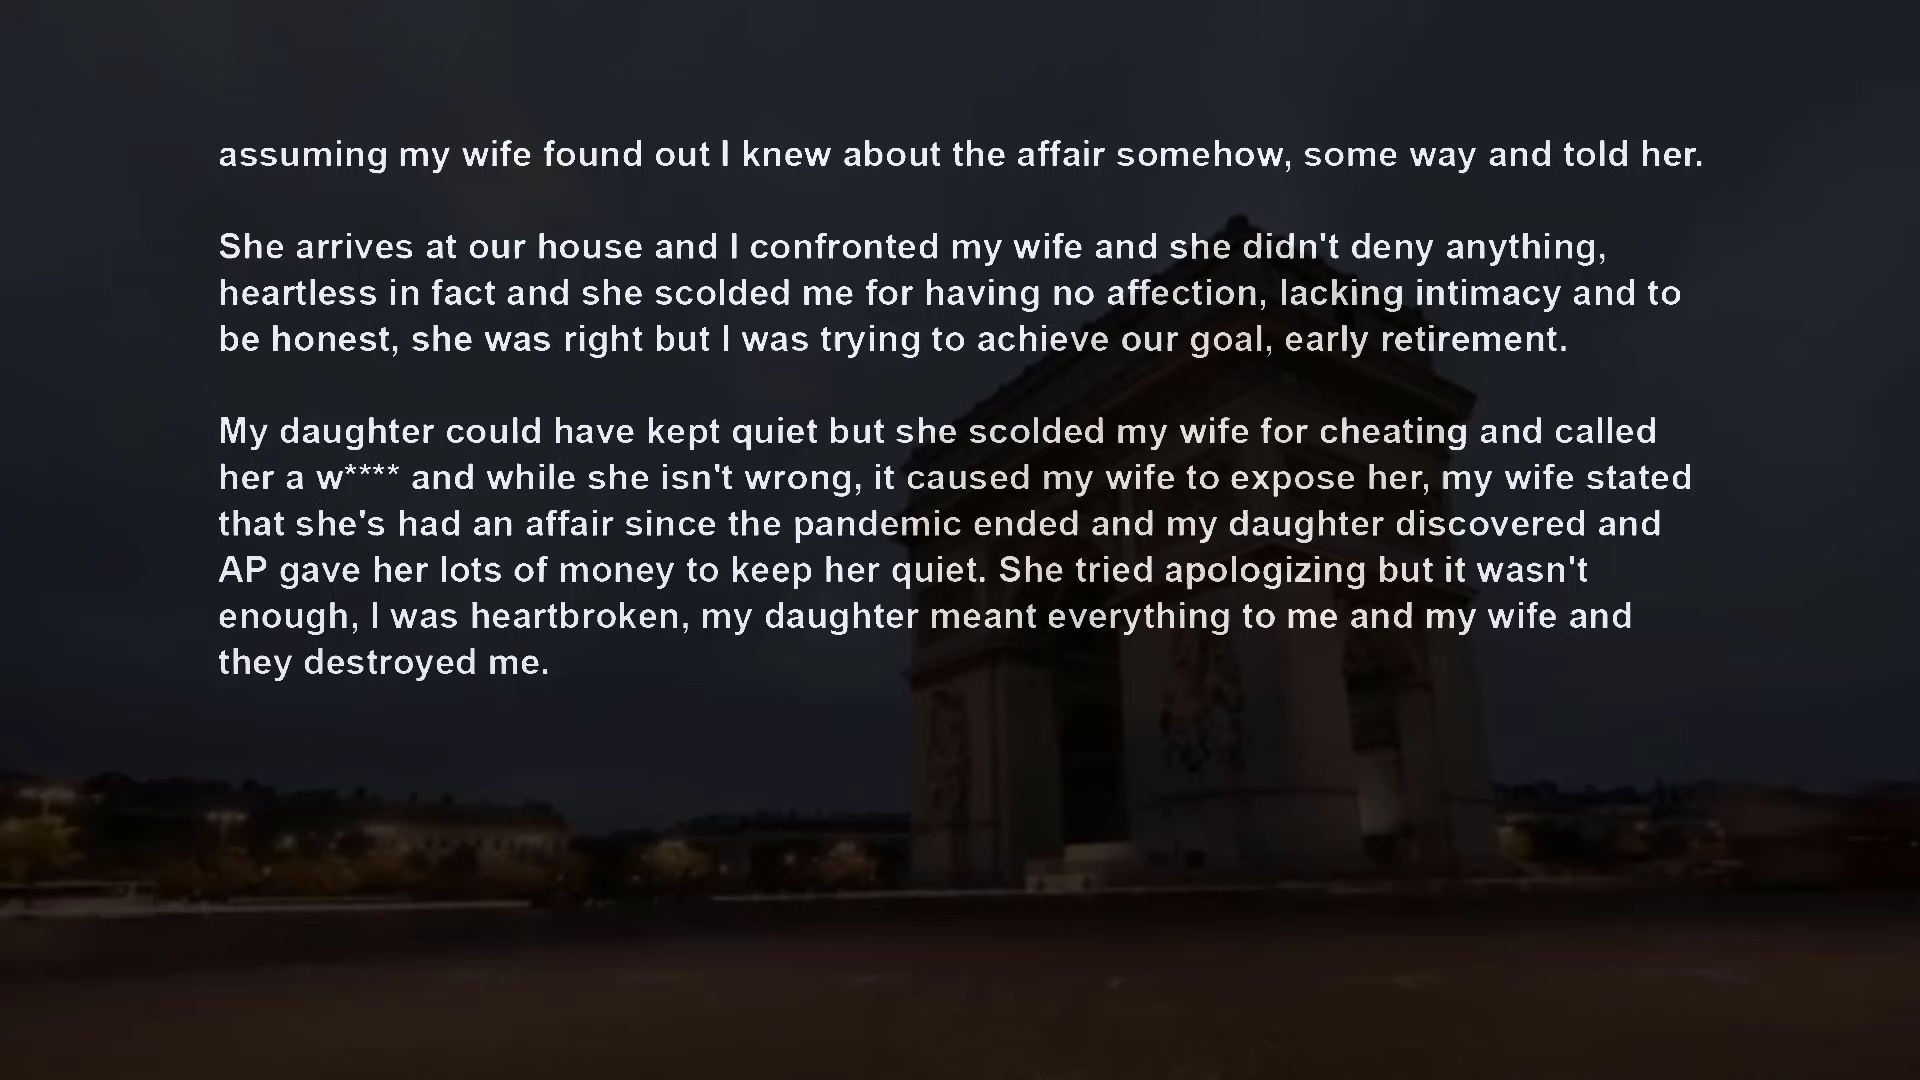 assuming my wife found out I knew about the affair somehow, some way and told her.
She arrives at our house and I confronted my wife and she didn't deny anything,
heartless in fact and she scolded me for having no affection, lacking intimacy and to
be honest, she was right but I was trying to achieve our goal, early retirement.
My daughter could have kept quiet but she scolded my wife for cheating and called
her a w**** and while she isn't wrong, it caused my wife to expose her, my wife stated
that she's had an affair since the pandemic ended and my daughter discovered and
AP gave her lots of money to keep her quiet. She tried apologizing but it wasn't
enough, I was heartbroken, my daughter meant everything to me and my wife and
they destroyed me.